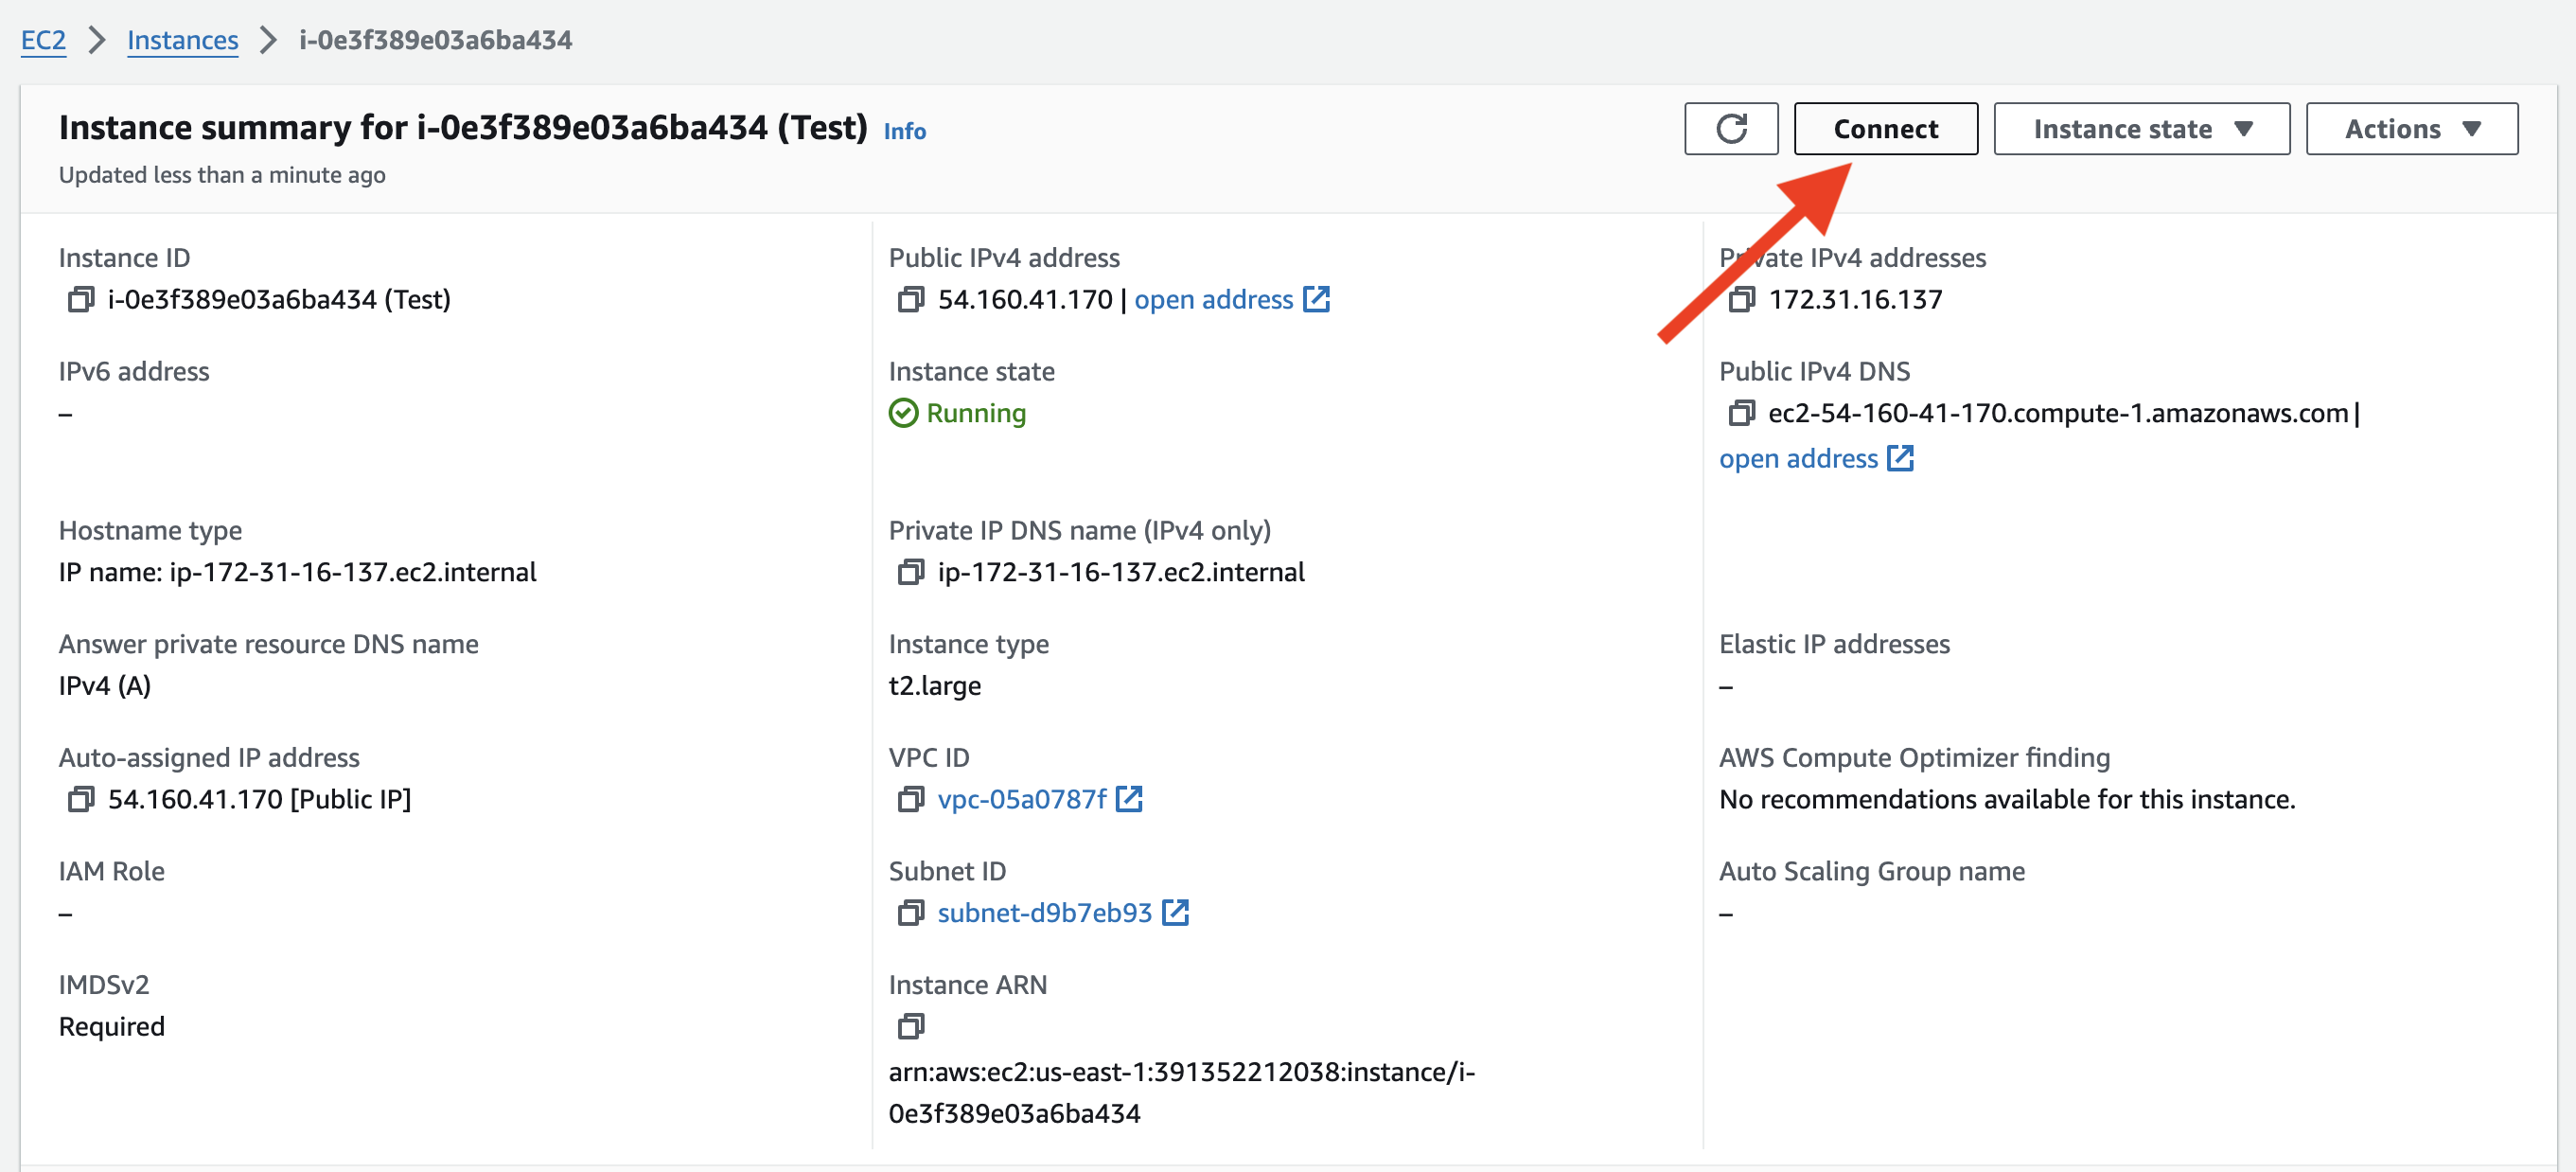 EC2 > Instances > i-0e3f389e03a6ba434
Instance summary for i-0e3f389e03a6ba434 (Test) Info
Updated less than a minute ago
Connect
Instance state
Actions
Instance ID
i-0e3f389e03a6ba434 (Test)
Public IPv4 address
54.160.41.170 | open address
Private IPv4 addresses
172.31.16.137
IPv6 address
–
Instance state
Running
Public IPv4 DNS
ec2-54-160-41-170.compute-1.amazonaws.com |
open address
Hostname type
IP name: ip-172-31-16-137.ec2.internal
Private IP DNS name (IPv4 only)
ip-172-31-16-137.ec2.internal
Answer private resource DNS name
IPv4 (A)
Instance type
t2.large
Elastic IP addresses
–
Auto-assigned IP address
54.160.41.170 [Public IP]
VPC ID
vpc-05a0787f
AWS Compute Optimizer finding
No recommendations available for this instance.
IAM Role
–
Subnet ID
subnet-d9b7eb93
Auto Scaling Group name
–
IMDSv2
Required
Instance ARN
arn:aws:ec2:us-east-1:391352212038:instance/i-
0e3f389e03a6ba434